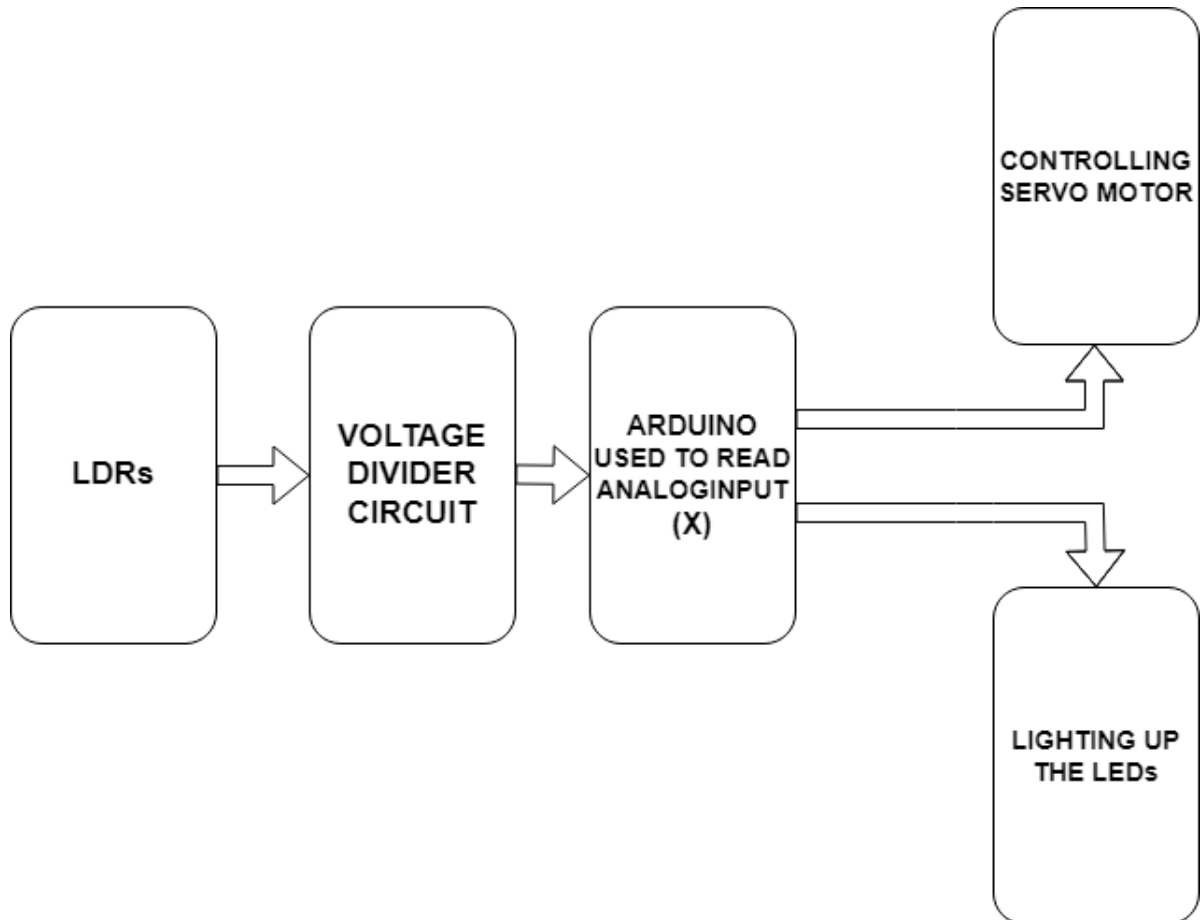 LDRs
VOLTAGE
DIVIDER
CIRCUIT
ARDUINO
USED TO READ
ANALOGINPUT
(X)
CONTROLLING
SERVO MOTOR
LIGHTING UP
THE LEDs